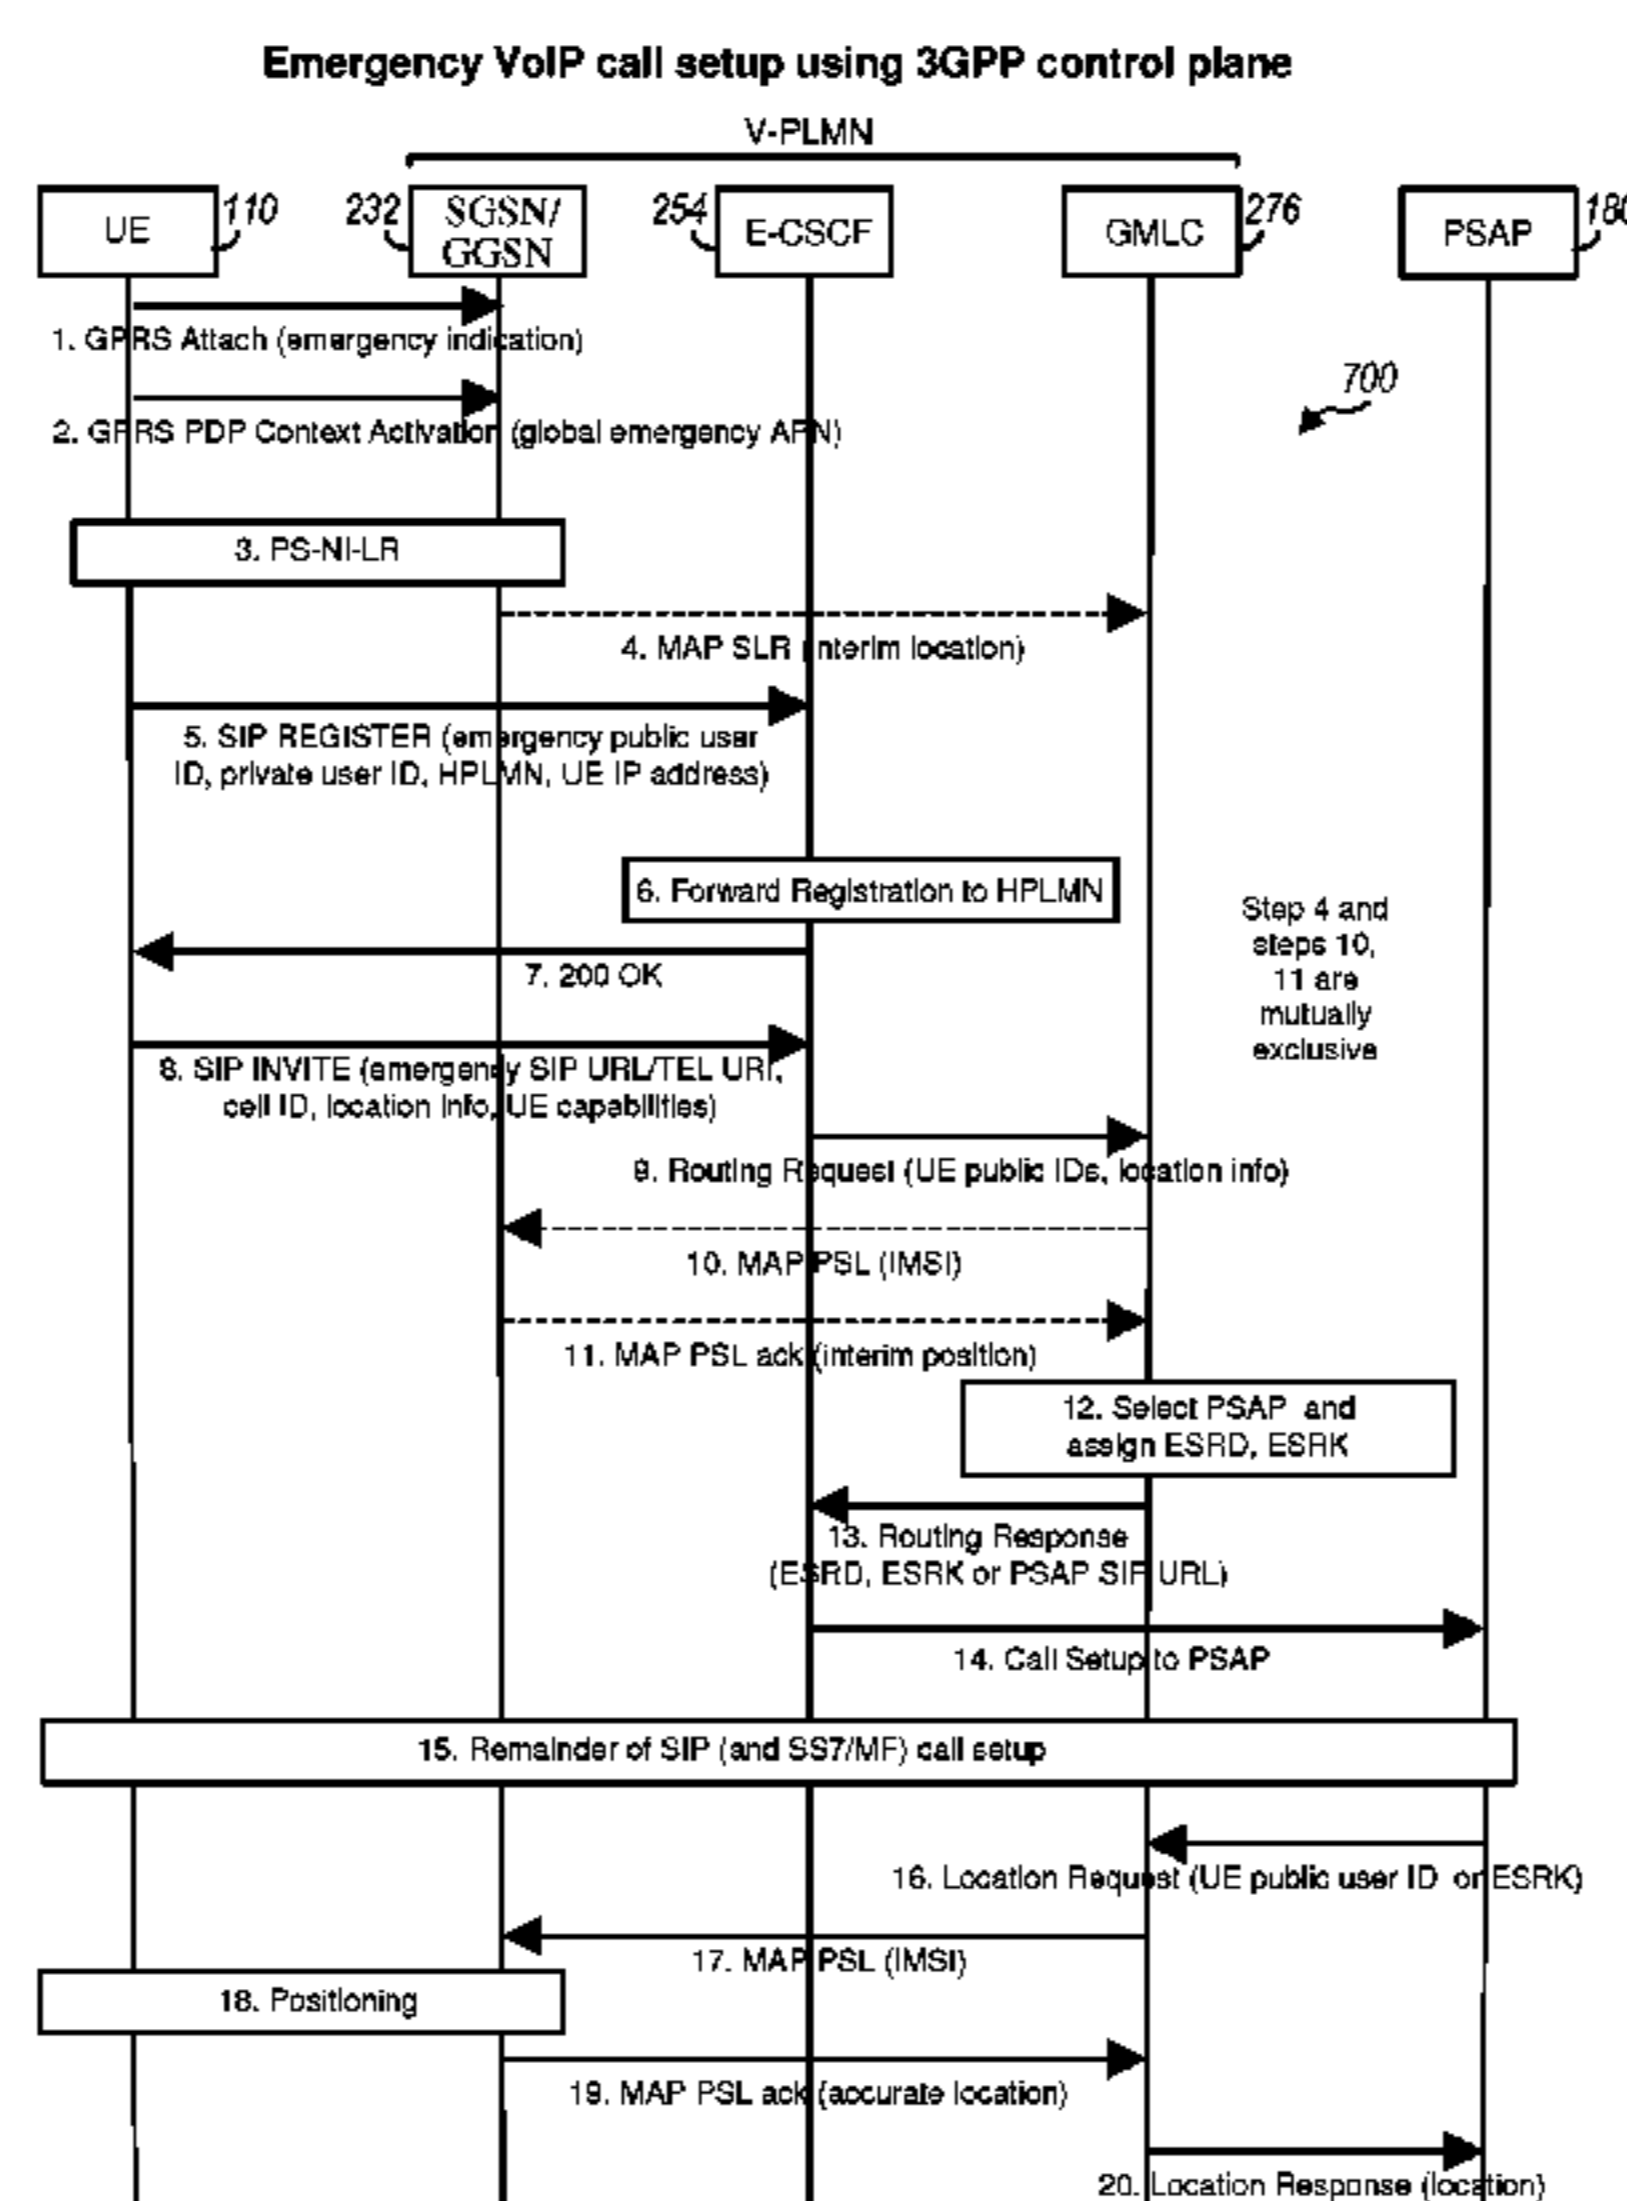 Emergency VoIP call setup using 3GPP control plane
V-PLMN
UE
110
232
SGSN/
GGSN
254
E-CSCF
GMLC
276
PSAP
180
1. GPRS Attach (emergency indication)
700
2. GPRS PDP Context Activation (global emergency APN)
3. PS-NI-LR
4. MAP SLR (interim location)
5. SIP REGISTER (emergency public user
ID, private user ID, HPLMN, UE IP address)
6. Forward Registration to HPLMN
Step 4 and
steps 10,
11 are
mutually
exclusive
7. 200 OK
8. SIP INVITE (emergency SIP URL/TEL URI,
cell ID, location info, UE capabilities)
9. Routing Request (UE public IDs, location info)
10. MAP PSL (IMSI)
11. MAP PSL ack (interim position)
12. Select PSAP and
assign ESRD, ESRK
13. Routing Response
(ESRD, ESRK or PSAP SIP URL)
14. Call Setup to PSAP
15. Remainder of SIP (and SS7/MF) call setup
16. Location Request (UE public user ID or ESRK)
17. MAP PSL (IMSI)
18. Positioning
19. MAP PSL ack (accurate location)
20. Location Response (location)